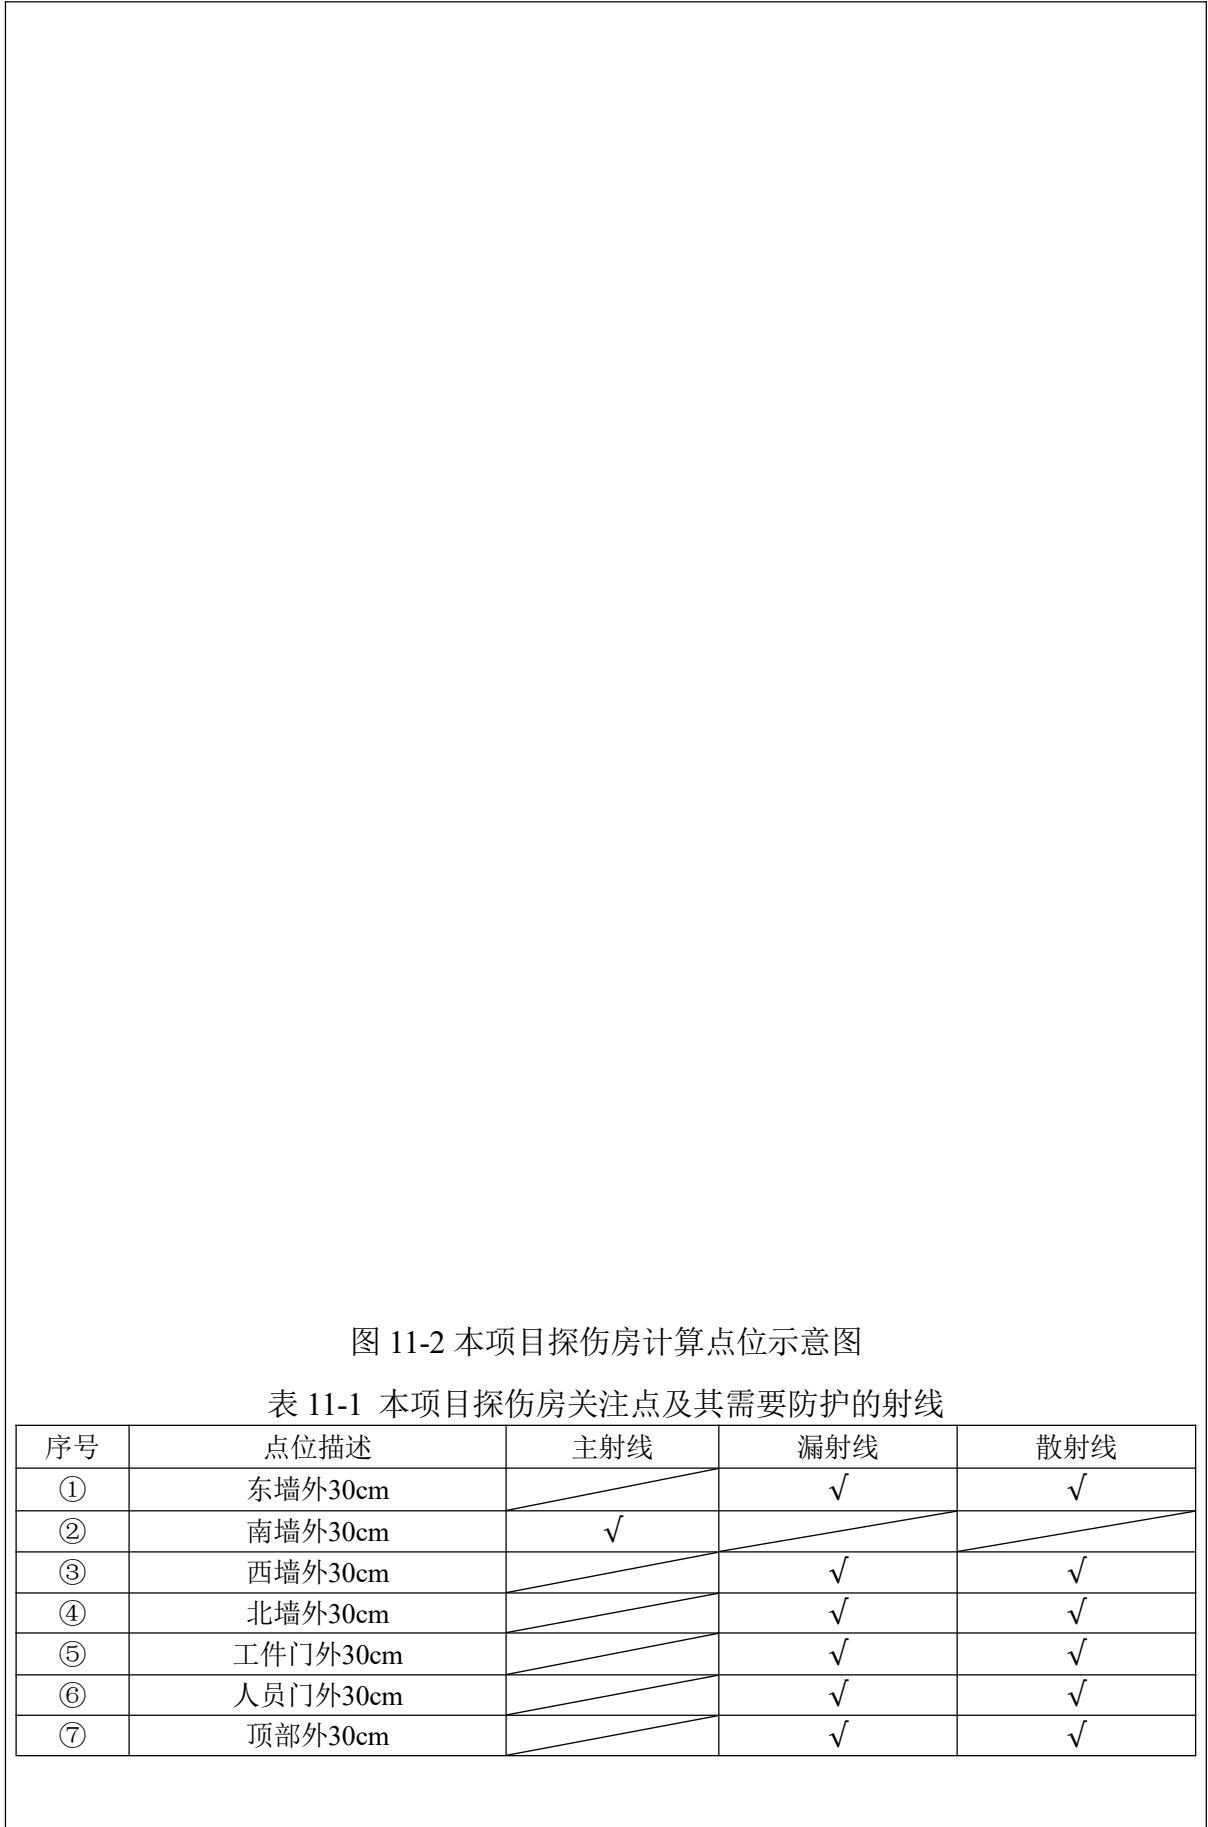 图 11-2 本项目探伤房计算点位示意图
表 11-1 本项目探伤房关注点及其需要防护的射线
序号 点位描述 主射线 漏射线 散射线
① 东墙外30cm √ √
② 南墙外30cm √
③ 西墙外30cm √ √
④ 北墙外30cm √ √
⑤ 工件门外30cm √ √
⑥ 人员门外30cm √ √
⑦ 顶部外30cm √ √